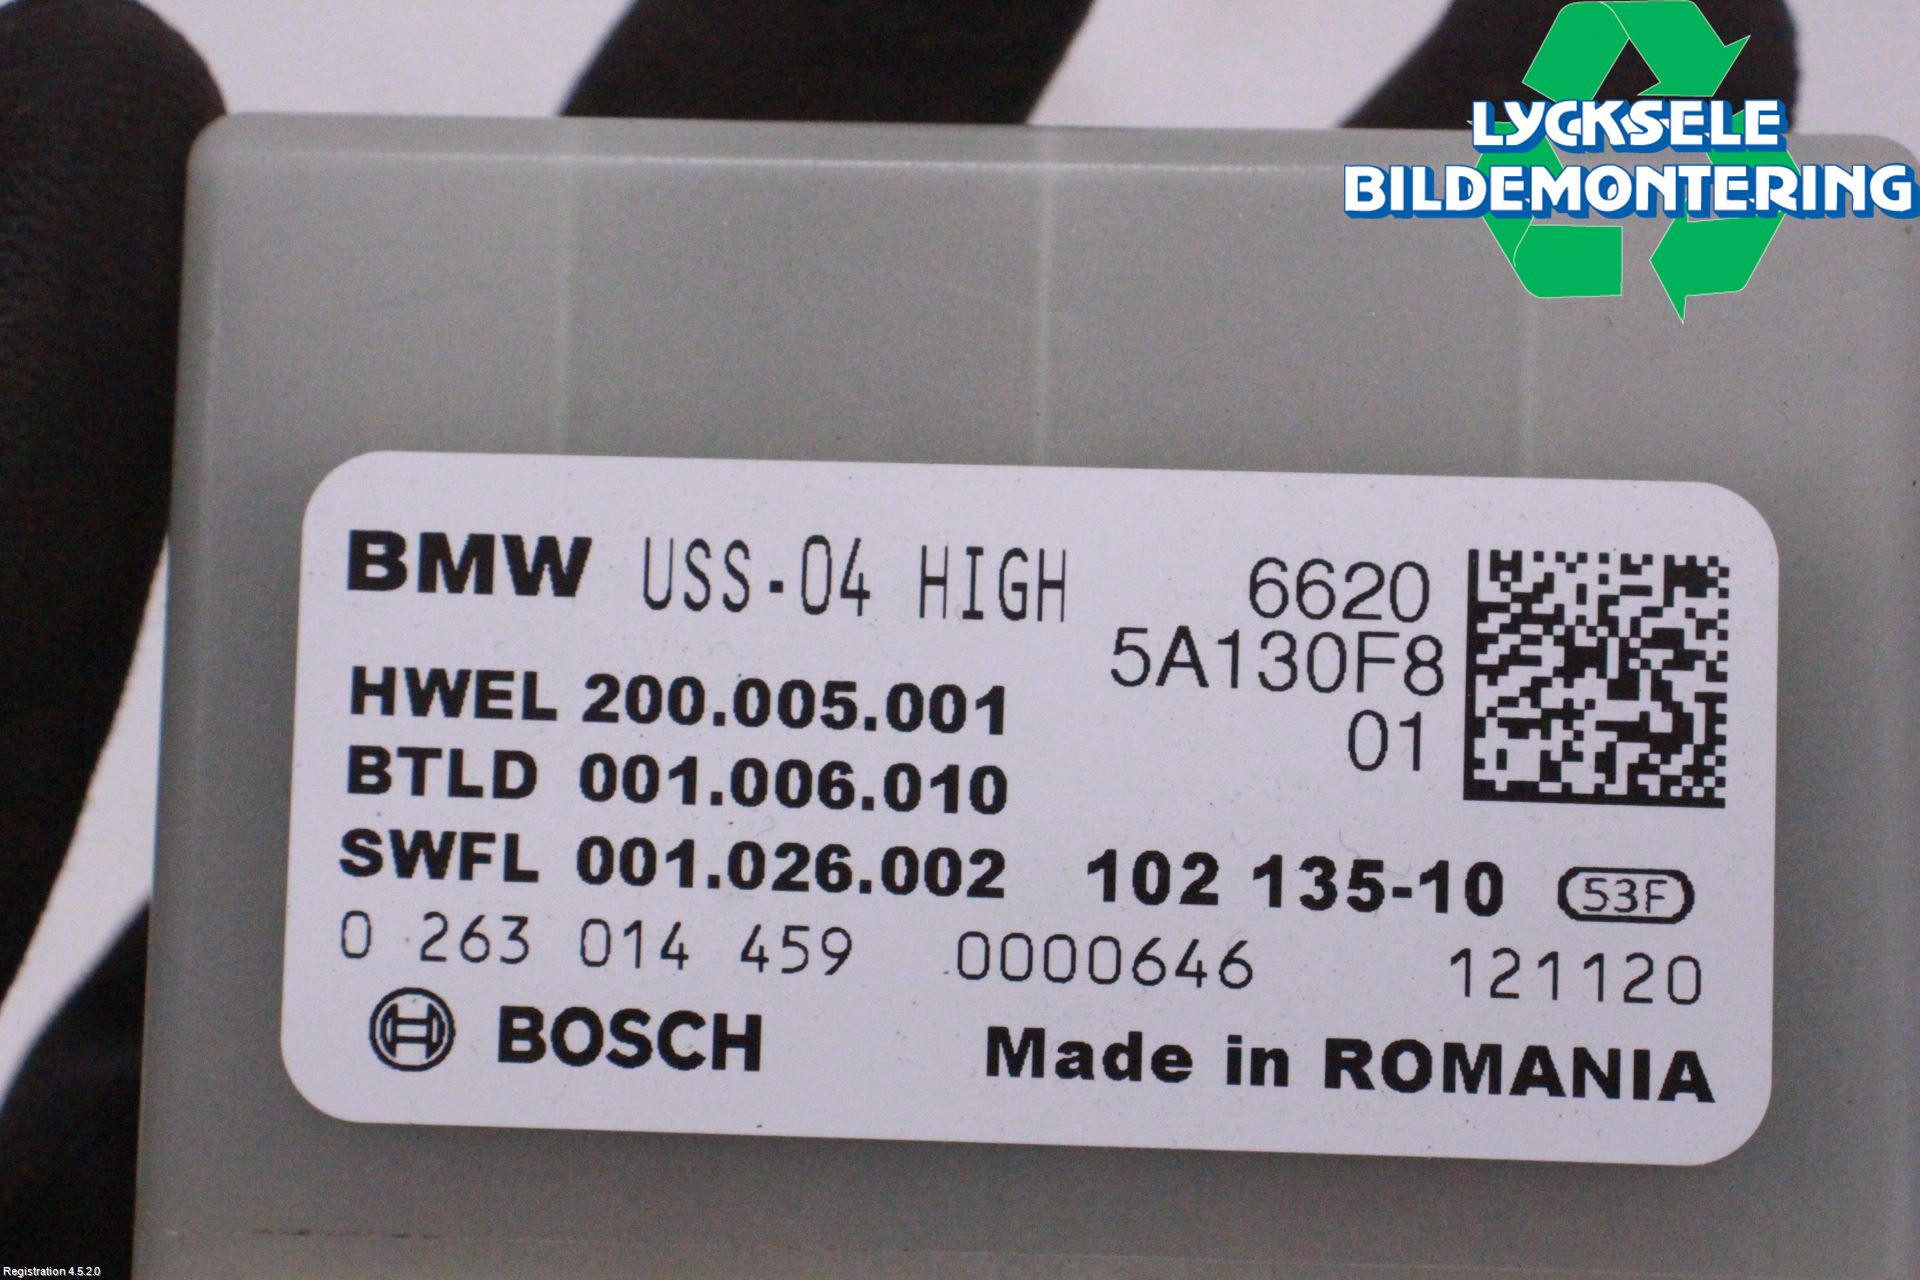 LYCKSELE
BILDEMONTERING
BMW USS-04 HIGH
6620
5A130F8
01
HWEL 200.005.001
BTLD 001.006.010
SWFL 001.026.002 102 135-10 53F
0 263 014 459 0000646 121120
BOSCH Made in ROMANIA
Registration 4.5.2.0